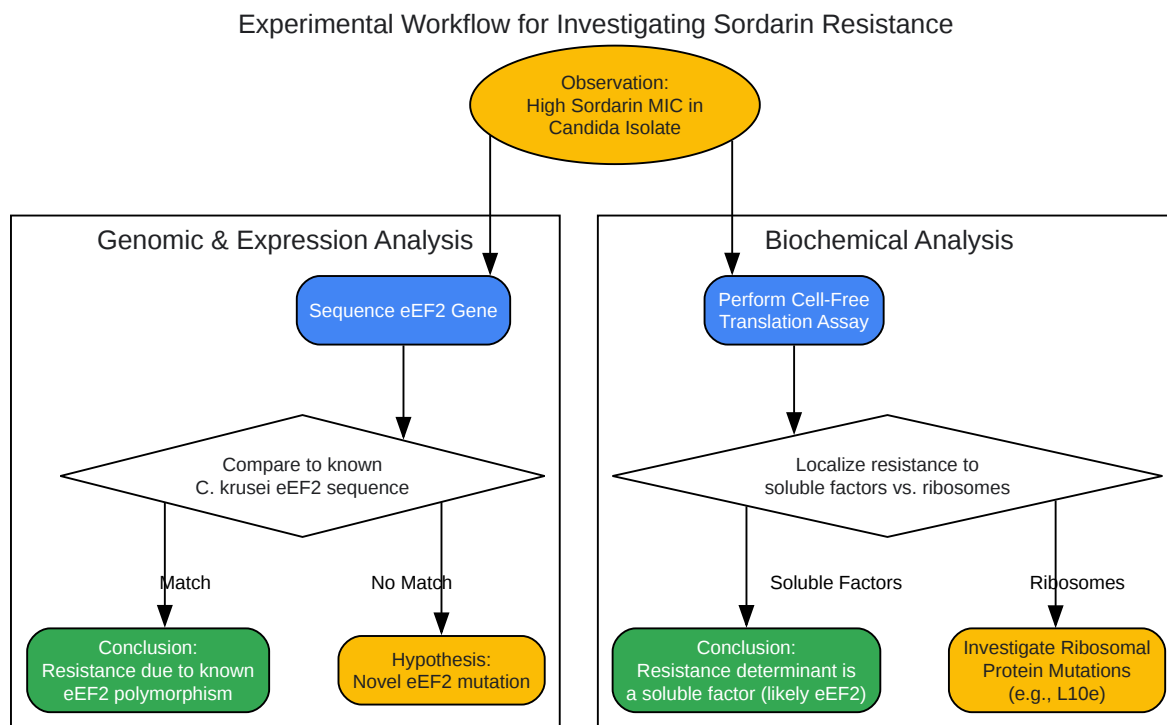 Experimental Workflow for Investigating Sordarin Resistance
Observation:
High Sordarin MIC in
Candida Isolate
Genomic & Expression Analysis
Sequence eEF2 Gene
Compare to known
C. krusei eEF2 sequence
Match
No Match
Conclusion:
Resistance due to known
eEF2 polymorphism
Hypothesis:
Novel eEF2 mutation
Biochemical Analysis
Perform Cell-Free
Translation Assay
Localize resistance to
soluble factors vs. ribosomes
Soluble Factors
Ribosomes
Conclusion:
Resistance determinant is
a soluble factor (likely eEF2)
Investigate Ribosomal
Protein Mutations
(e.g., L10e)